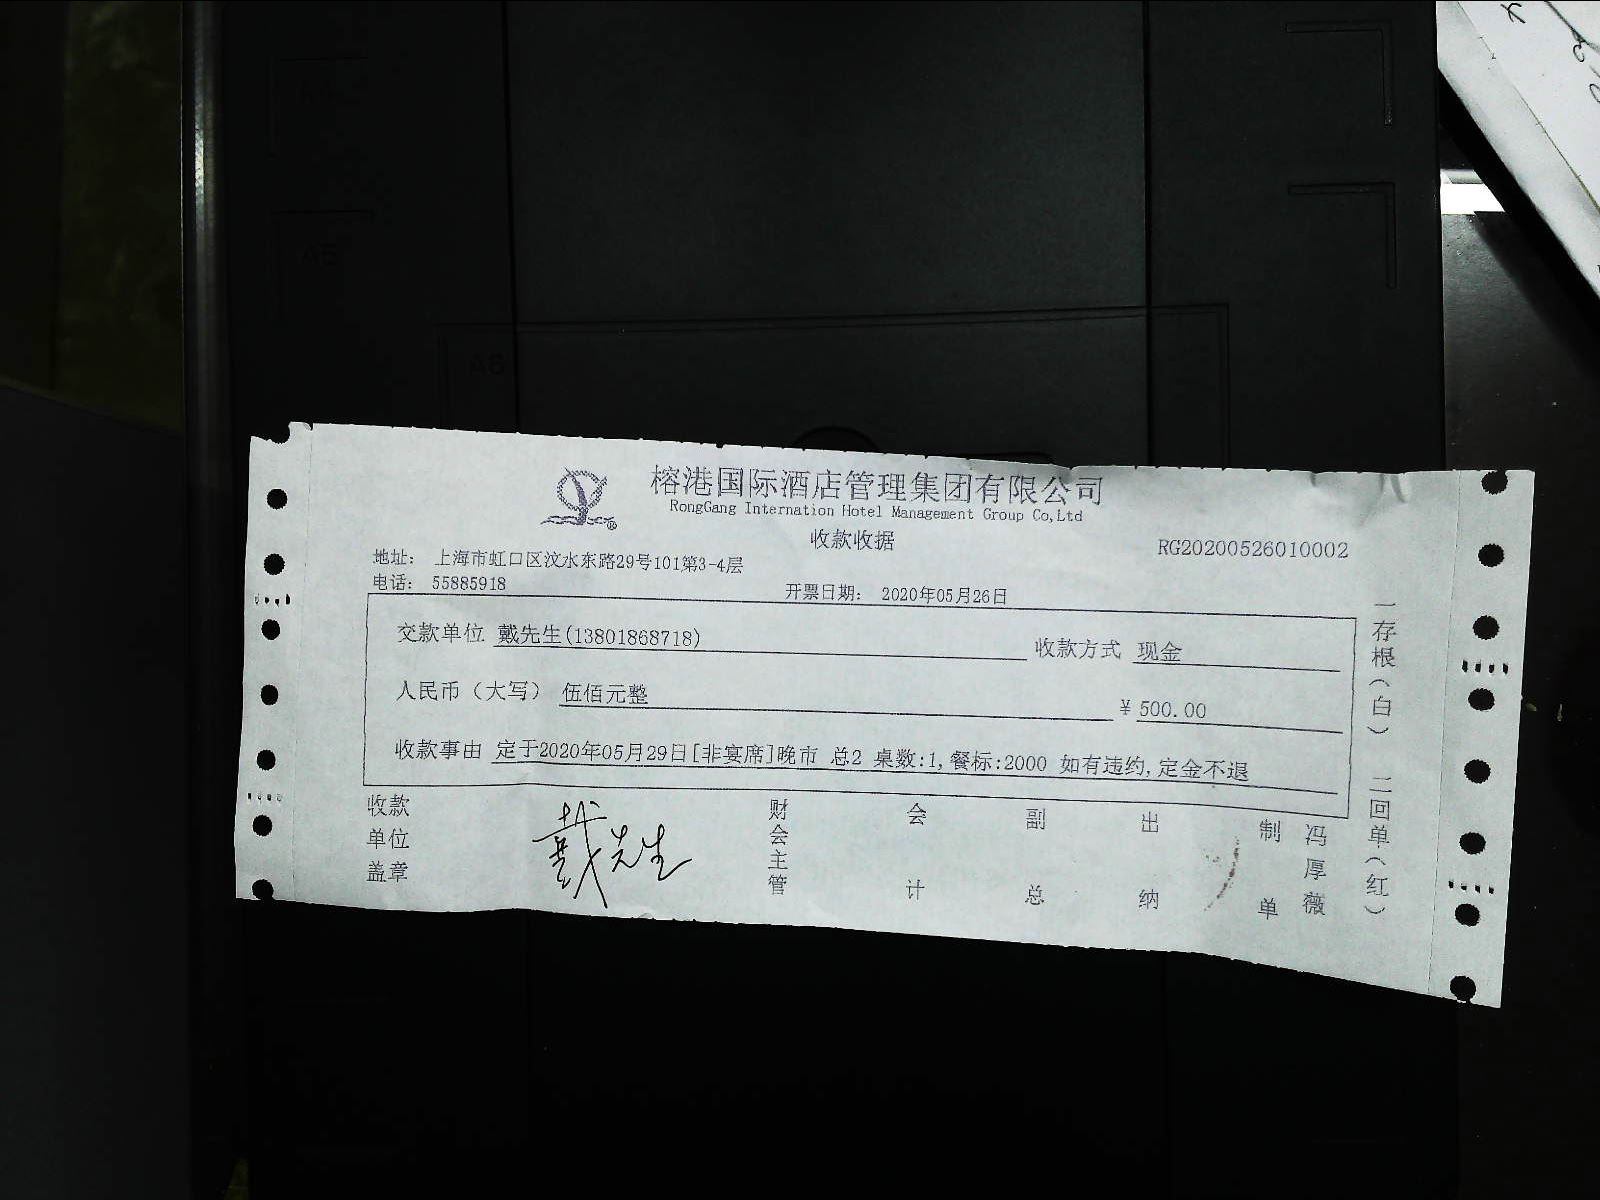 榕港国际酒店管理集团有限公司
RongGang Internation Hotel Management Group Co,Ltd
收款收据
RG20200526010002
地址: 上海市虹口区汶水东路29号101第3-4层
电话: 55885918
开票日期: 2020年05月26日
交款单位 戴先生(13801868718) 收款方式 现金
人民币(大写) 伍佰元整 ¥500.00
收款事由 定于2020年05月29日[非宴席]晚市 总2 桌数:1,餐标:2000 如有违约,定金不退
收款单位盖章
戴先生
财会主管
会计
副总
出纳
制单
冯厚薇
一存根(白) 二回单(红)
A5
A6